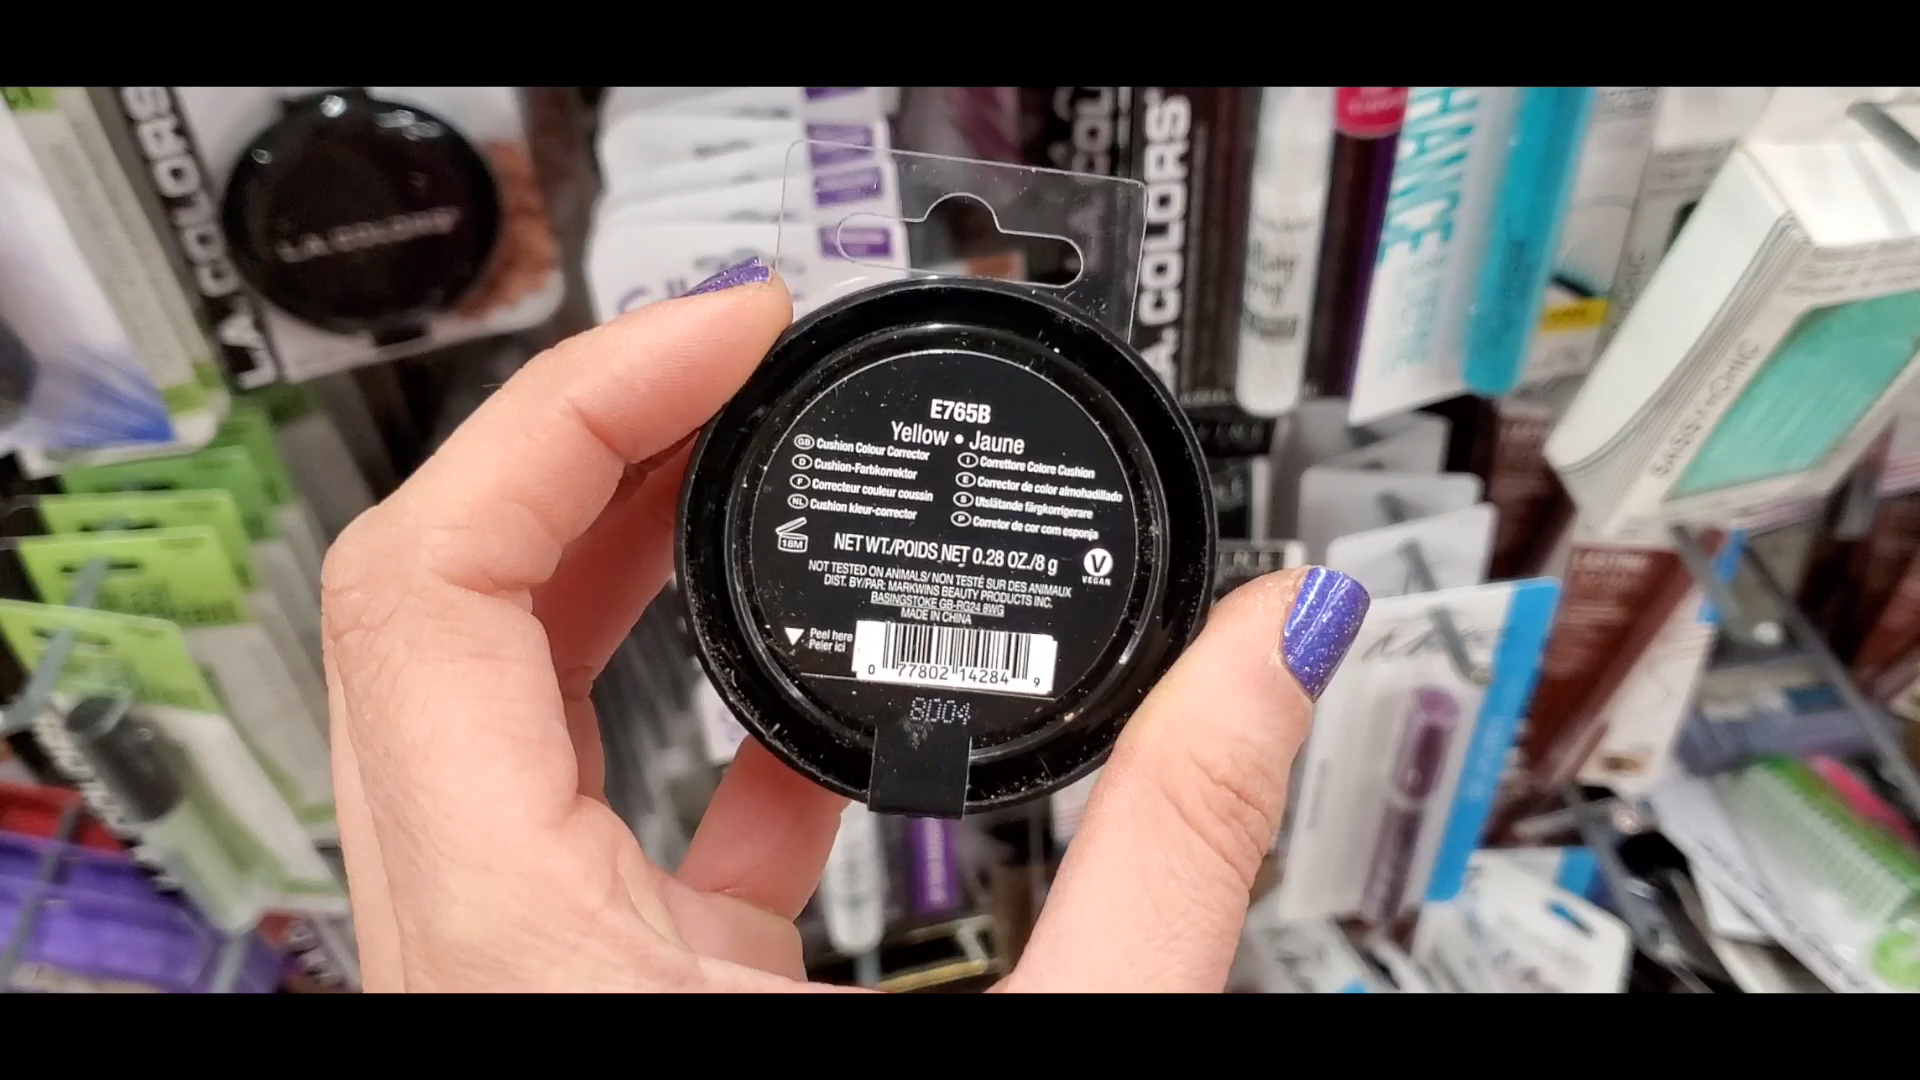 E765B
Yellow • Jaune
GB Cushion Colour Corrector
D Cushion-Farbkorrektor
F Correcteur couleur coussin
NL Cushion kleur-corrector
I Correttore Colore Cushion
E Corrector de color almohadillado
S Utslätande färgkorrigerare
P Corretor de cor com esponja
18M
NET WT./POIDS NET 0.28 OZ./8 g
V
VEGAN
NOT TESTED ON ANIMALS/ NON TESTÉ SUR DES ANIMAUX
DIST. BY/PAR: MARKWINS BEAUTY PRODUCTS INC.
BASINGSTOKE GB-RG24 8WG
MADE IN CHINA
Peel here
Peler ici
0 77802 14284 9
8D04
L.A. COLORS
L.A. COLORS
L.A. COLORS